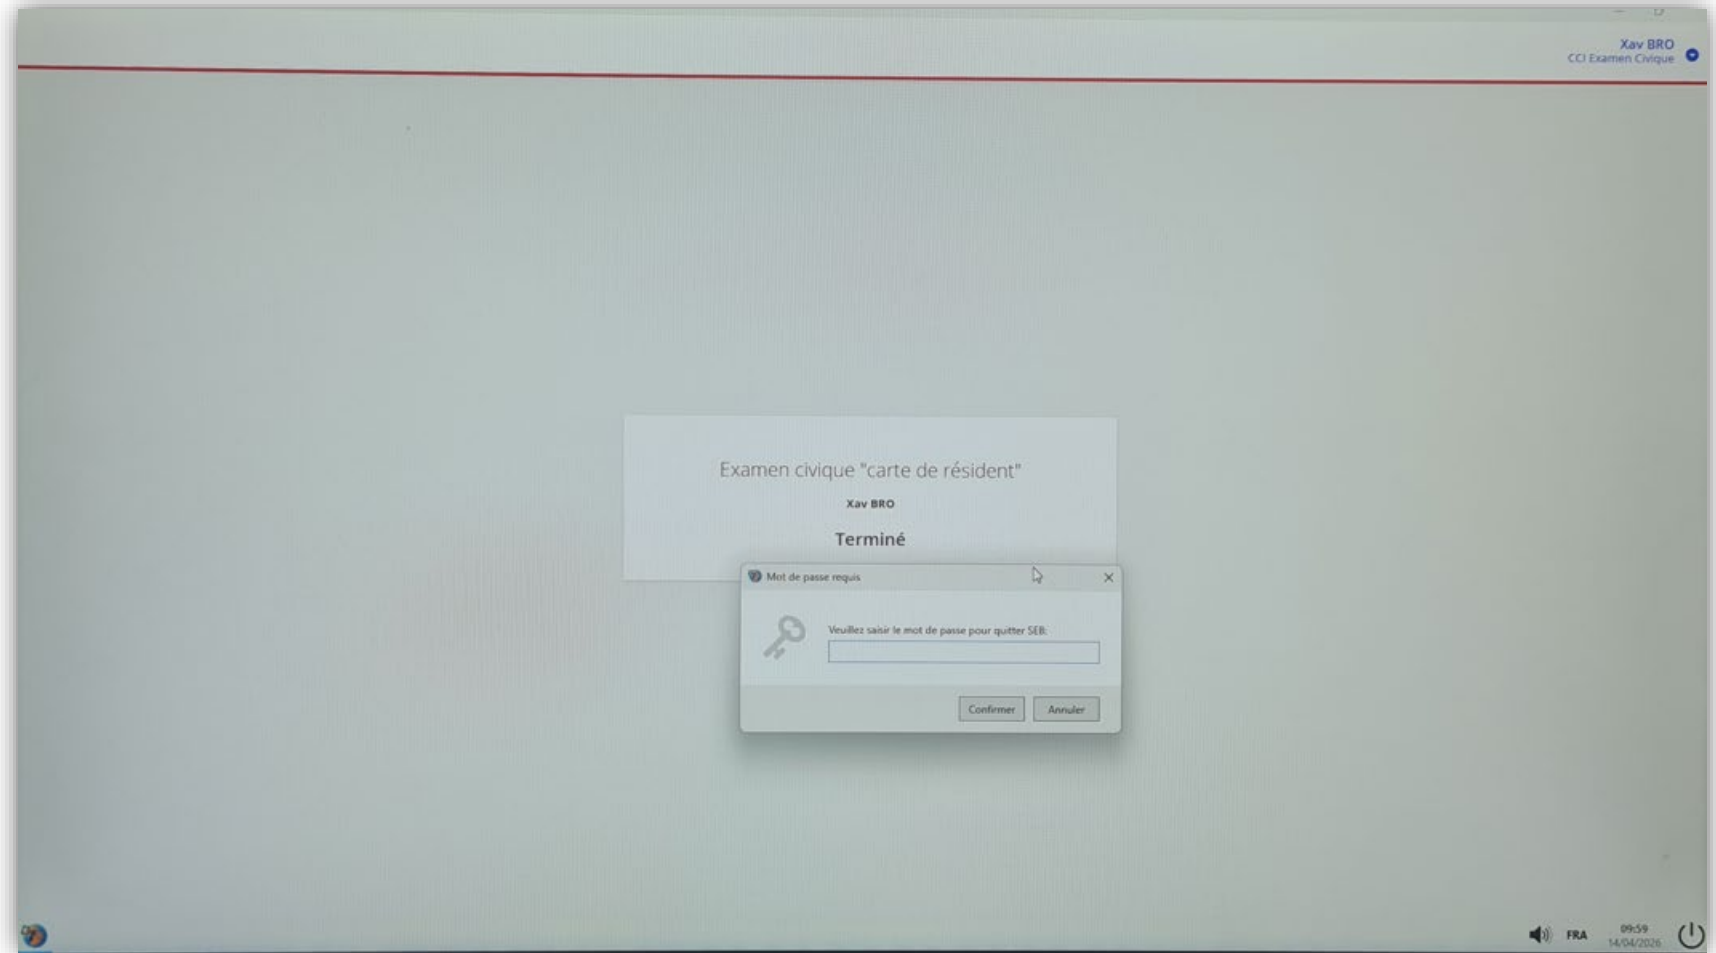 Xav BRO
CCI Examen Civique
Examen civique "carte de résident"
Xav BRO
Terminé
Mot de passe requis
Veuillez saisir le mot de passe pour quitter SEB:
Confirmer
Annuler
FRA
09:59
14/04/2026